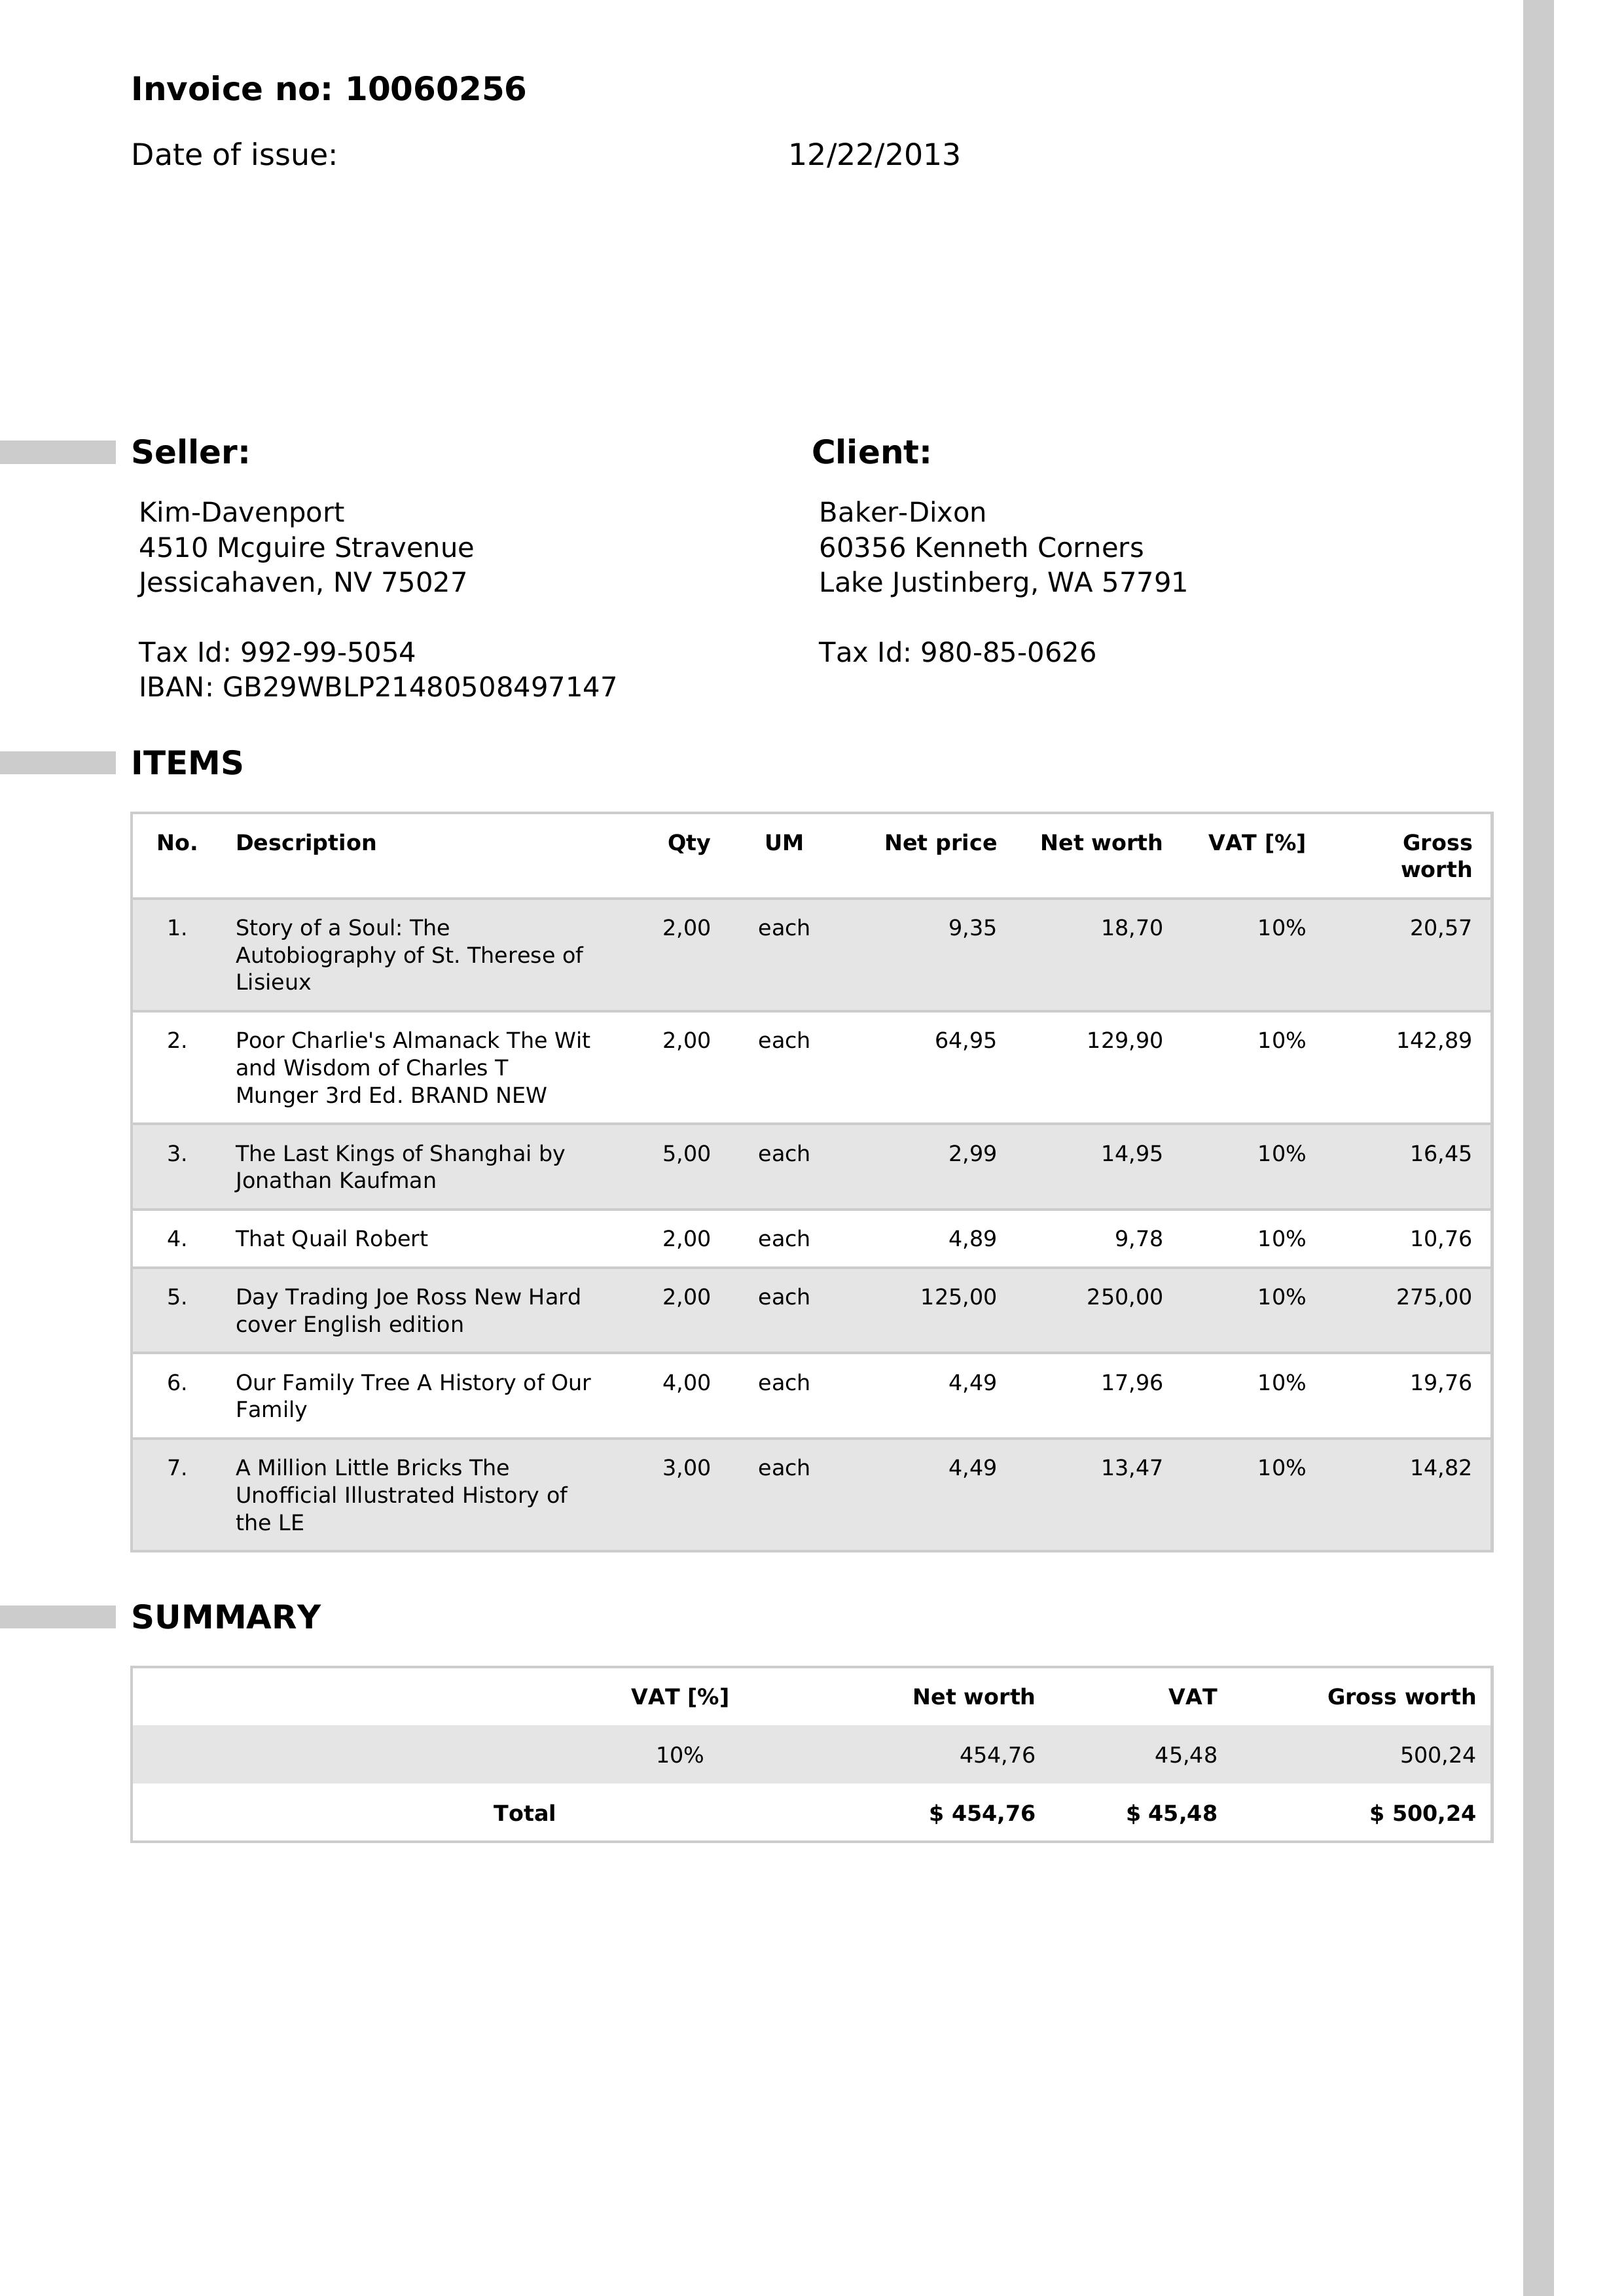 Invoice no: 10060256
Date of issue: 12/22/2013
Seller: Client:
Kim-Davenport Baker-Dixon
4510 Mcguire Stravenue 60356 Kenneth Corners
Jessicahaven, NV 75027 Lake Justinberg, WA 57791
Tax Id: 992-99-5054 Tax Id: 980-85-0626
IBAN: GB29WBLP21480508497147
ITEMS
No. Description Qty UM Net price Net worth VAT [%] Gross
worth
1. Story of a Soul: The 2,00 each 9,35 18,70 10% 20,57
Autobiography of St. Therese of
Lisieux
2. Poor Charlie's Almanack The Wit 2,00 each 64,95 129,90 10% 142,89
and Wisdom of Charles T
Munger 3rd Ed. BRAND NEW
3. The Last Kings of Shanghai by 5,00 each 2,99 14,95 10% 16,45
Jonathan Kaufman
4. That Quail Robert 2,00 each 4,89 9,78 10% 10,76
5. Day Trading Joe Ross New Hard 2,00 each 125,00 250,00 10% 275,00
cover English edition
6. Our Family Tree A History of Our 4,00 each 4,49 17,96 10% 19,76
Family
7. A Million Little Bricks The 3,00 each 4,49 13,47 10% 14,82
Unofficial Illustrated History of
the LE
SUMMARY
VAT [%] Net worth VAT Gross worth
10% 454,76 45,48 500,24
Total $ 454,76 $ 45,48 $ 500,24